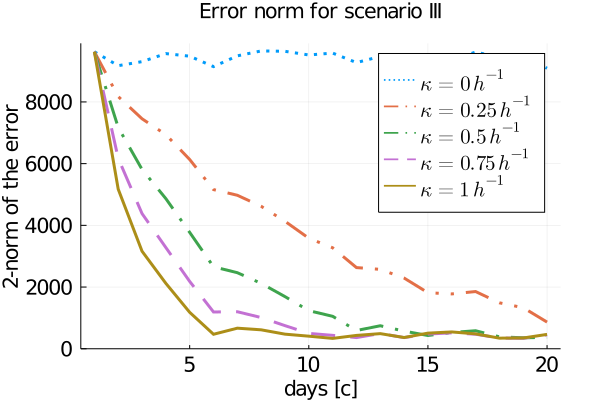 Error norm for scenario III
2-norm of the error
8000
6000
4000
2000
0
κ = 0 h⁻¹
κ = 0.25 h⁻¹
κ = 0.5 h⁻¹
κ = 0.75 h⁻¹
κ = 1 h⁻¹
5 10 15 20
days [c]